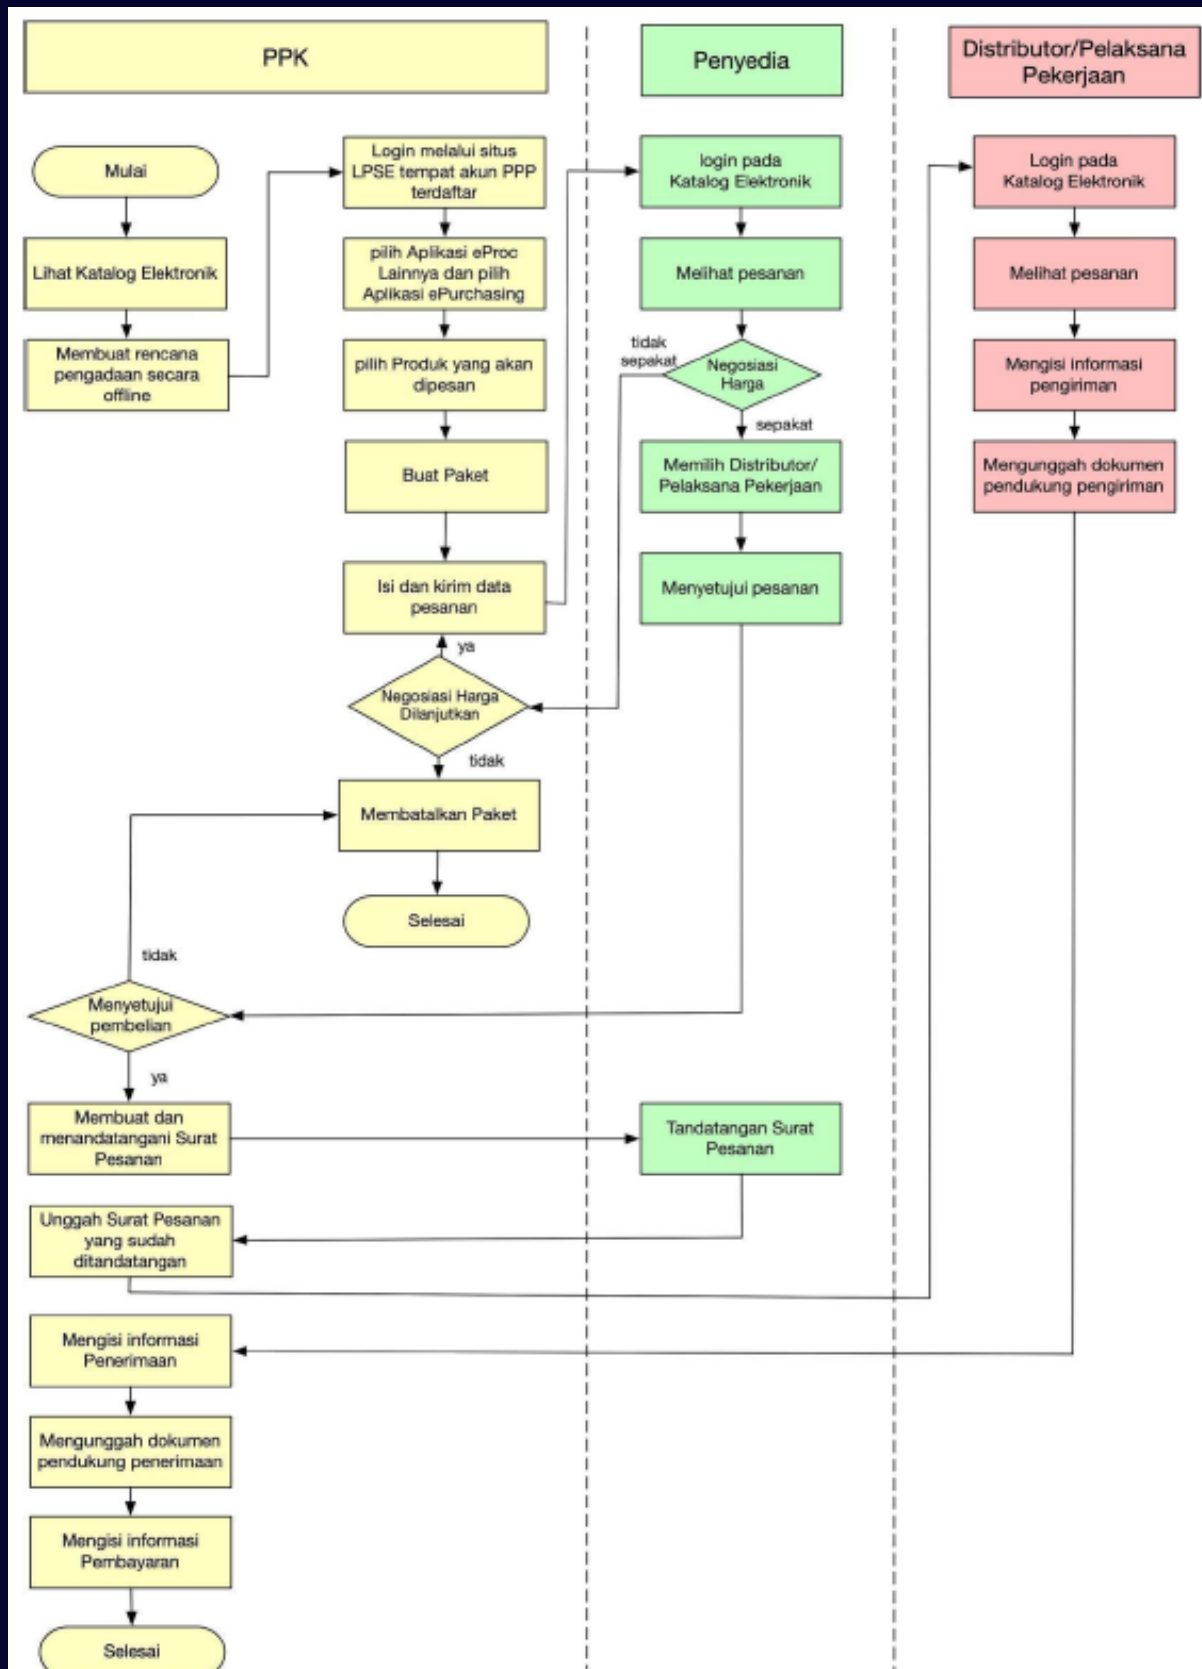 PPK
Penyedia
Distributor/Pelaksana
Pekerjaan
Mulai
Lihat Katalog Elektronik
Membuat rencana
pengadaan secara
offline
Login melalui situs
LPSE tempat akun PPP
terdaftar
pilih Aplikasi eProc
Lainnya dan pilih
Aplikasi ePurchasing
pilih Produk yang akan
dipesan
Buat Paket
Isi dan kirim data
pesanan
ya
Negosiasi Harga
Dilanjutkan
tidak
Membatalkan Paket
Selesai
login pada
Katalog Elektronik
Melihat pesanan
tidak
sepakat
Negosiasi
Harga
sepakat
Memilih Distributor/
Pelaksana Pekerjaan
Menyetujui pesanan
Login pada
Katalog Elektronik
Melihat pesanan
Mengisi informasi
pengiriman
Mengunggah dokumen
pendukung pengiriman
tidak
Menyetujui
pembelian
ya
Membuat dan
menandatangani Surat
Pesanan
Tandatangan Surat
Pesanan
Unggah Surat Pesanan
yang sudah
ditandatangan
Mengisi informasi
Penerimaan
Mengunggah dokumen
pendukung penerimaan
Mengisi informasi
Pembayaran
Selesai